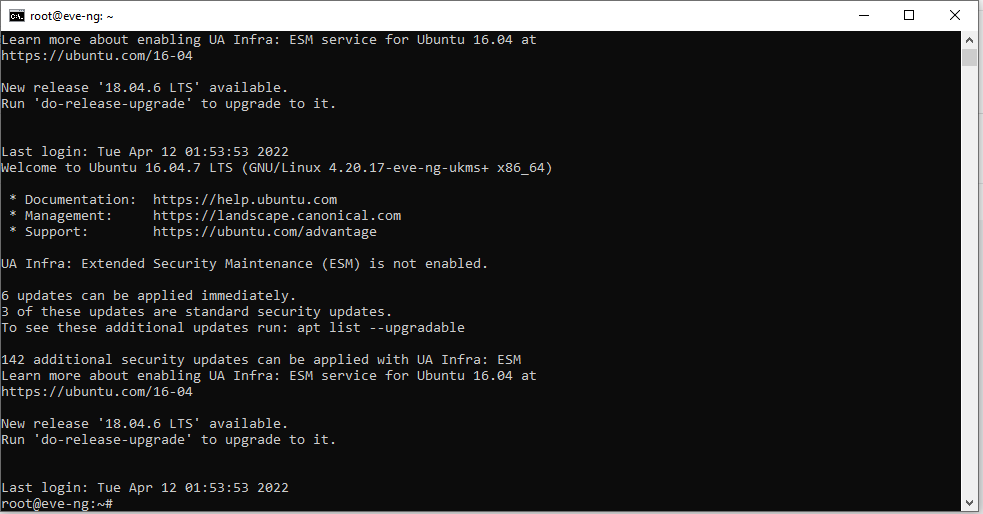 root@eve-ng: ~
Learn more about enabling UA Infra: ESM service for Ubuntu 16.04 at
https://ubuntu.com/16-04
New release '18.04.6 LTS' available.
Run 'do-release-upgrade' to upgrade to it.
Last login: Tue Apr 12 01:53:53 2022
Welcome to Ubuntu 16.04.7 LTS (GNU/Linux 4.20.17-eve-ng-ukms+ x86_64)
* Documentation:  https://help.ubuntu.com
* Management:     https://landscape.canonical.com
* Support:        https://ubuntu.com/advantage
UA Infra: Extended Security Maintenance (ESM) is not enabled.
6 updates can be applied immediately.
3 of these updates are standard security updates.
To see these additional updates run: apt list --upgradable
142 additional security updates can be applied with UA Infra: ESM
Learn more about enabling UA Infra: ESM service for Ubuntu 16.04 at
https://ubuntu.com/16-04
New release '18.04.6 LTS' available.
Run 'do-release-upgrade' to upgrade to it.
Last login: Tue Apr 12 01:53:53 2022
root@eve-ng:~#